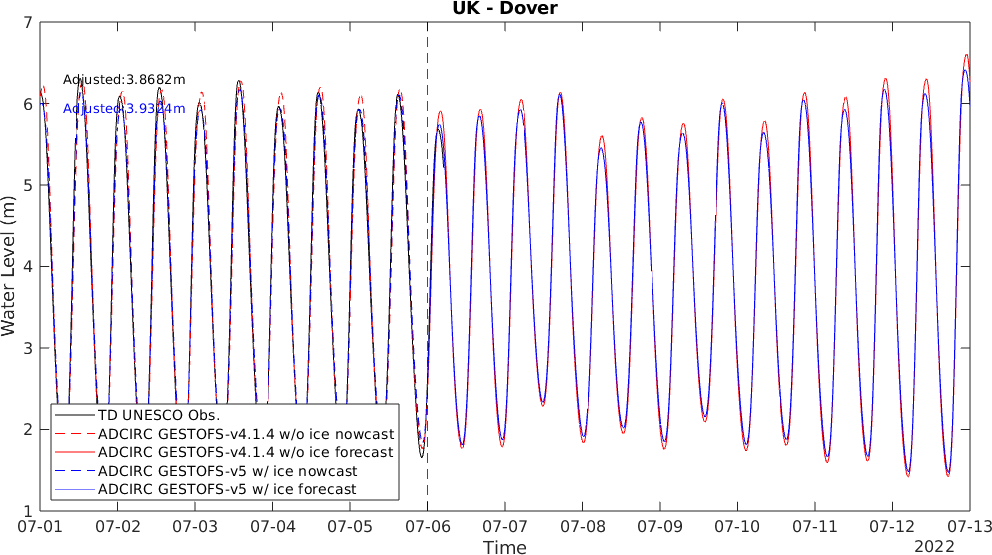 UK - Dover
7
6
5
4
3
2
1
Water Level (m)
Adjusted:3.8682m
Adjusted:3.9324m
TD UNESCO Obs.
ADCIRC GESTOFS-v4.1.4 w/o ice nowcast
ADCIRC GESTOFS-v4.1.4 w/o ice forecast
ADCIRC GESTOFS-v5 w/ ice nowcast
ADCIRC GESTOFS-v5 w/ ice forecast
07-01 07-02 07-03 07-04 07-05 07-06 07-07 07-08 07-09 07-10 07-11 07-12 07-13
Time
2022